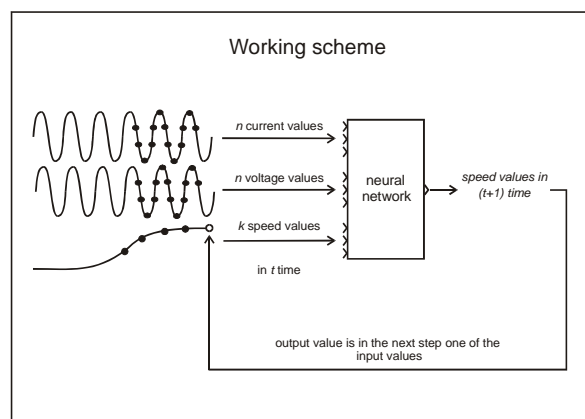 Working scheme
n current values
n voltage values
k speed values
in t time
neural
network
speed values in
(t+1) time
output value is in the next step one of the
input values